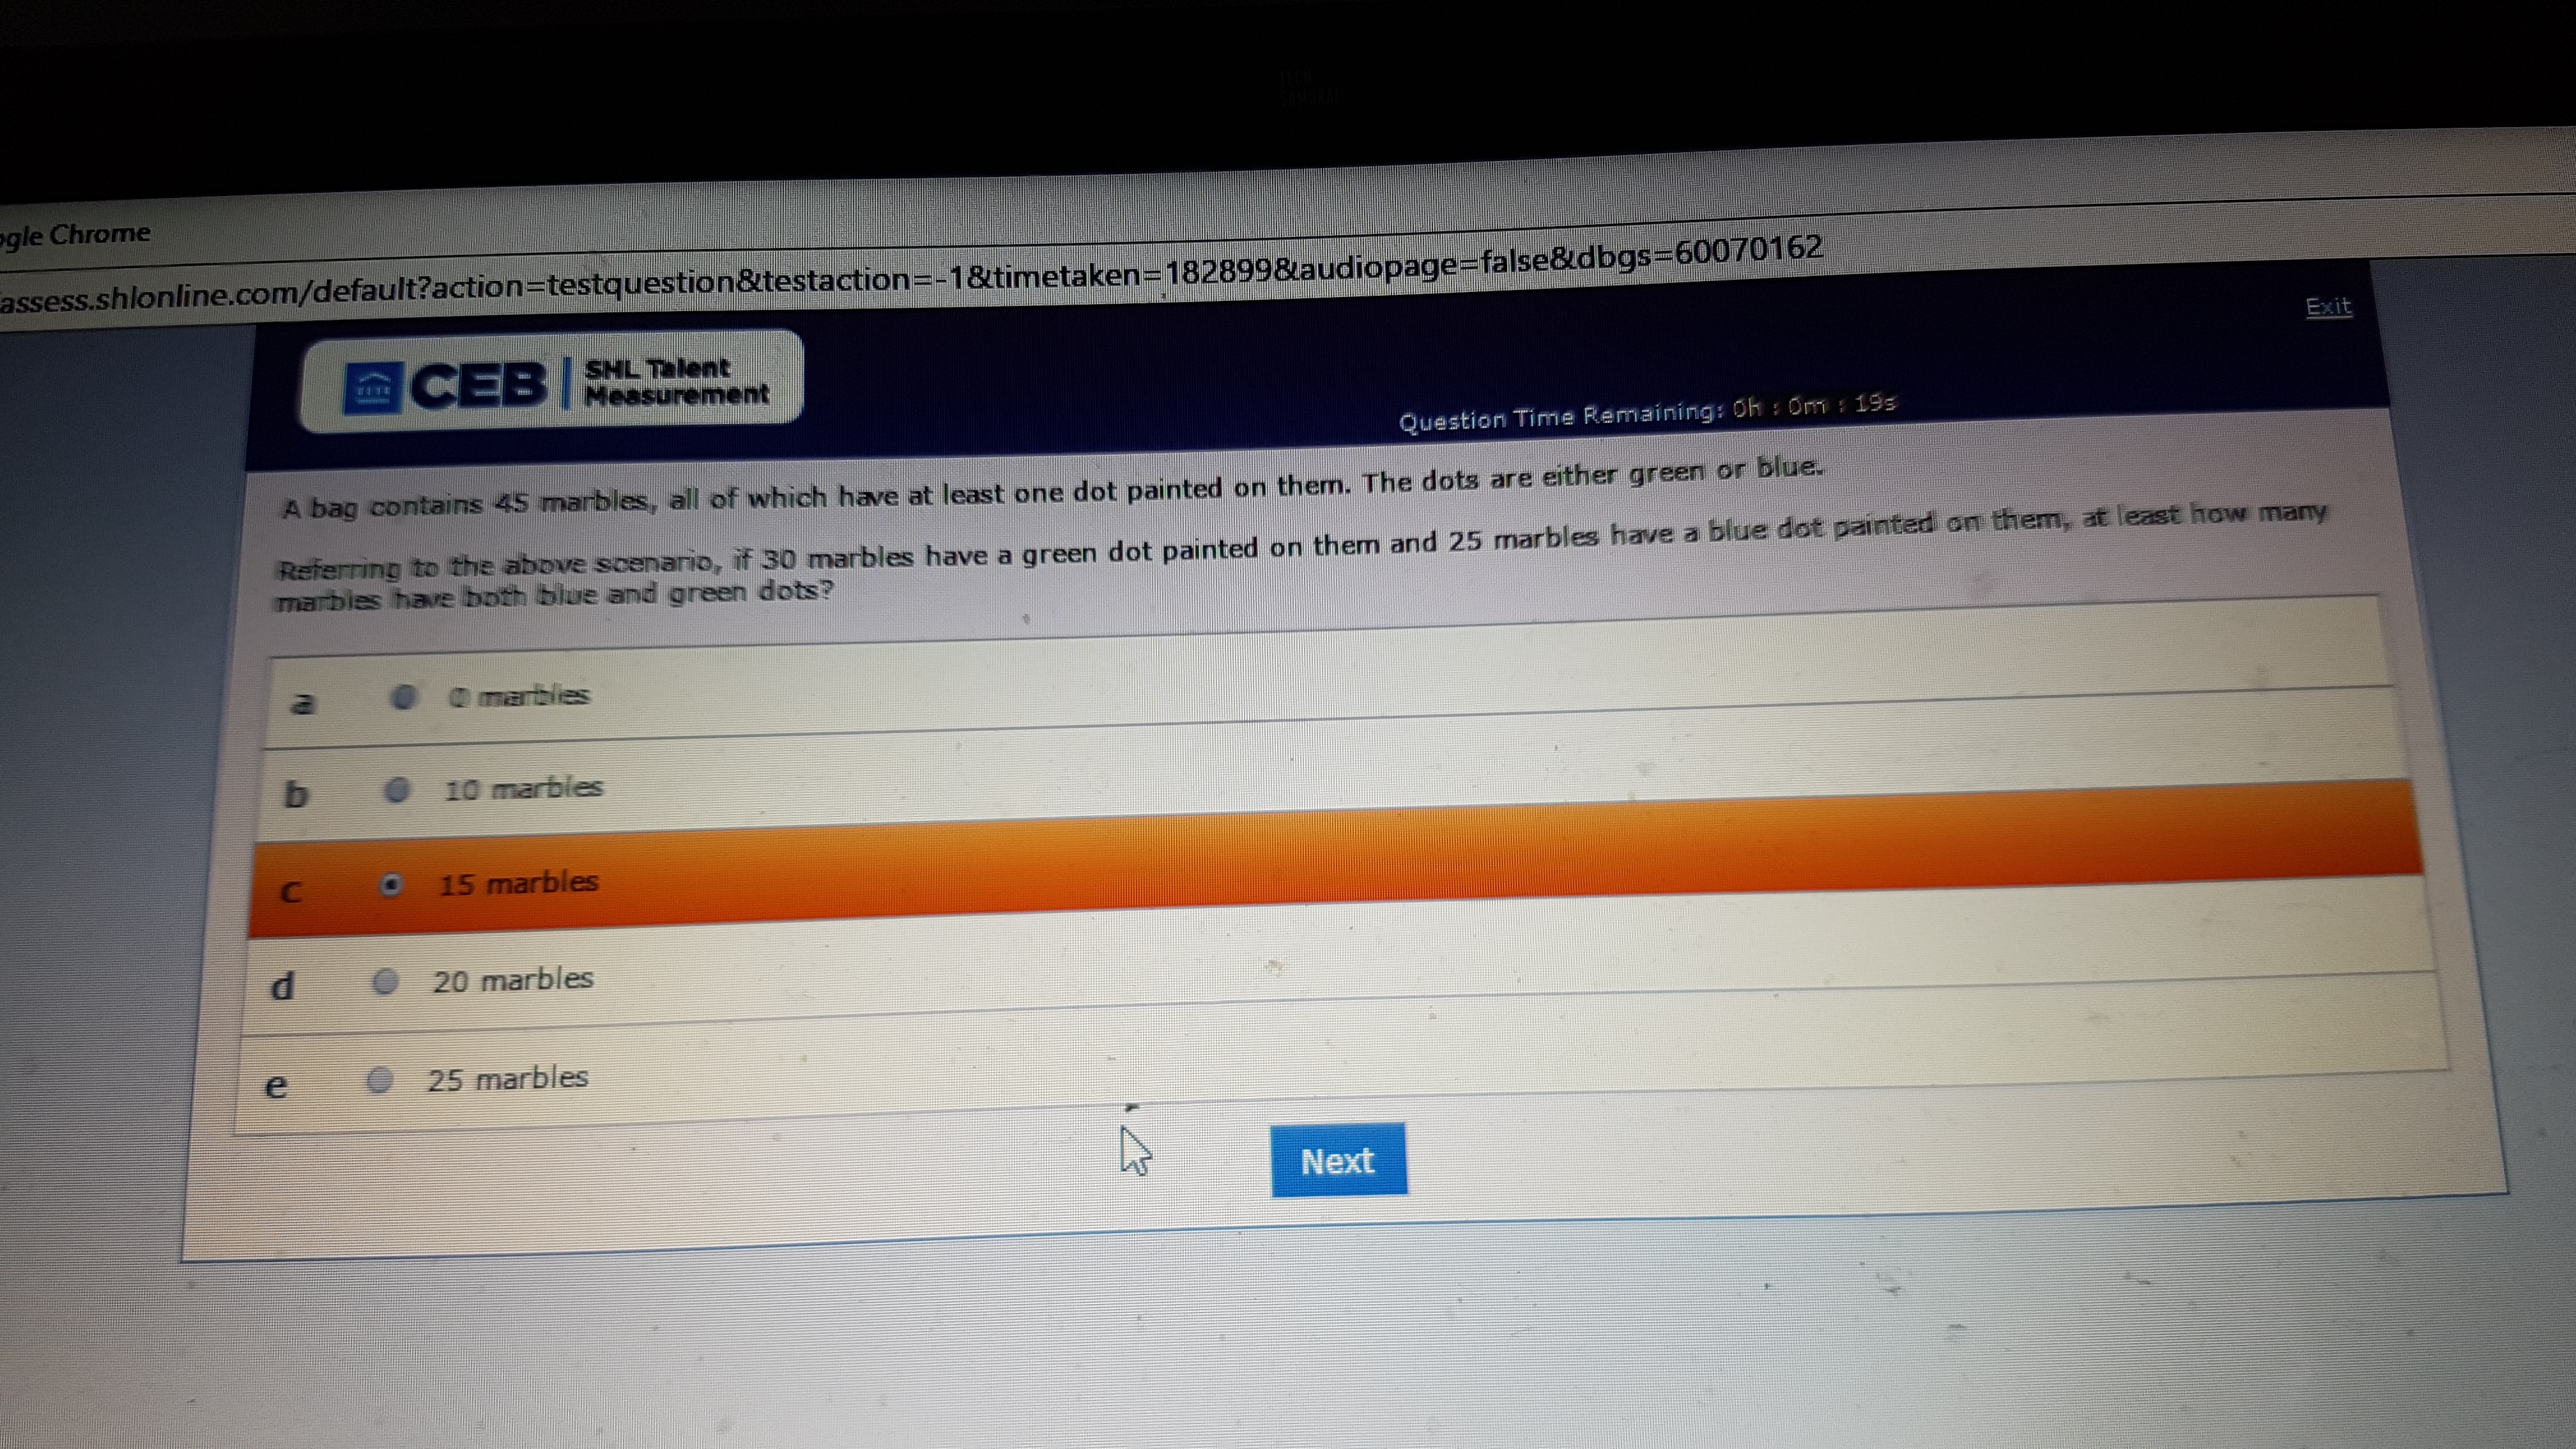 ogle Chrome
assess.shlonline.com/default?action=testquestion&testaction=-1&timetaken=182899&audiopage=false&dbgs=60070162
Exit
CEB SHL Talent
Measurement
Question Time Remaining: 0h : 0m : 19s
A bag contains 45 marbles, all of which have at least one dot painted on them. The dots are either green or blue.
Referring to the above scenario, if 30 marbles have a green dot painted on them and 25 marbles have a blue dot painted on them, at least how many
marbles have both blue and green dots?
a 0 marbles
b 10 marbles
c 15 marbles
d 20 marbles
e 25 marbles
Next